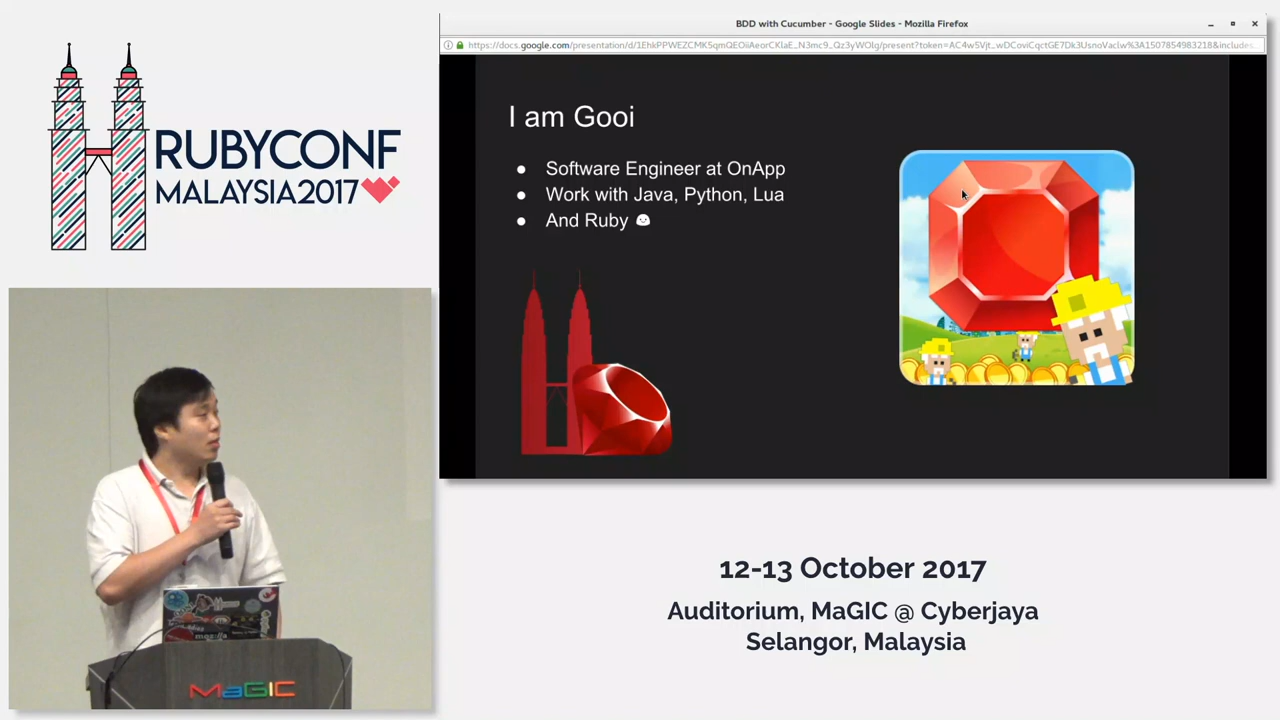 RUBYCONF
MALAYSIA2017
BDD with Cucumber - Google Slides - Mozilla Firefox
I am Gooi
Software Engineer at OnApp
Work with Java, Python, Lua
And Ruby
12-13 October 2017
Auditorium, MaGIC @ Cyberjaya
Selangor, Malaysia
MaGIC